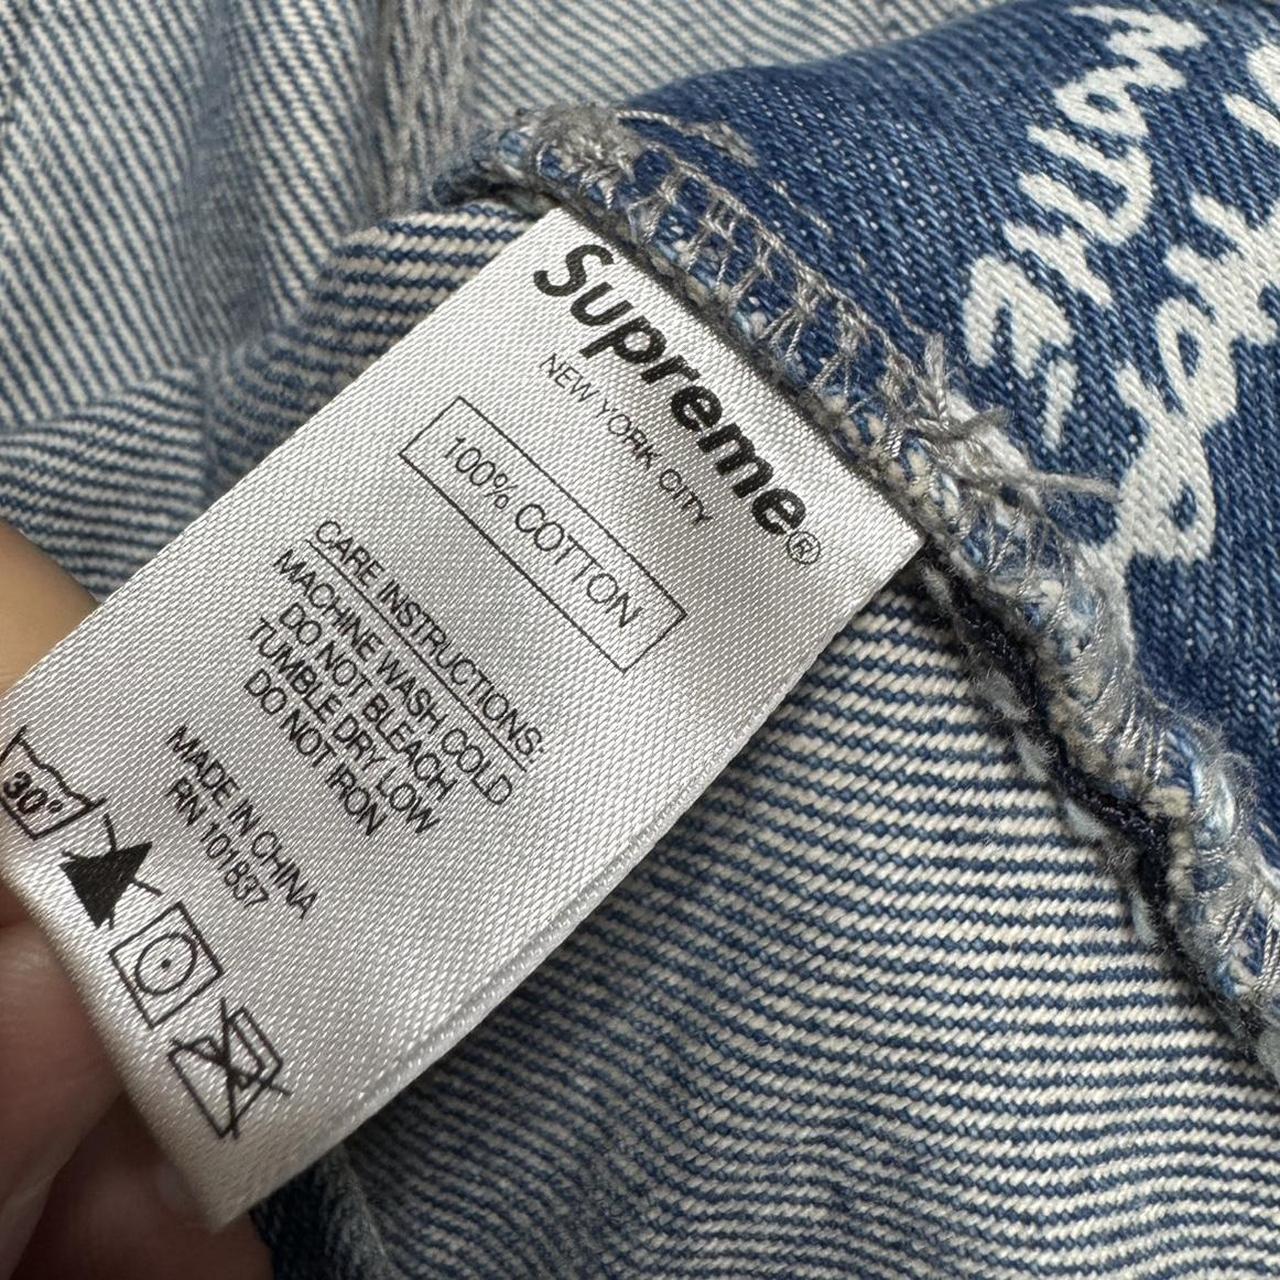 Supreme®
NEW YORK CITY
100% COTTON
CARE INSTRUCTIONS:
MACHINE WASH COLD
DO NOT BLEACH
TUMBLE DRY LOW
DO NOT IRON
MADE IN CHINA
RN 101837
30°